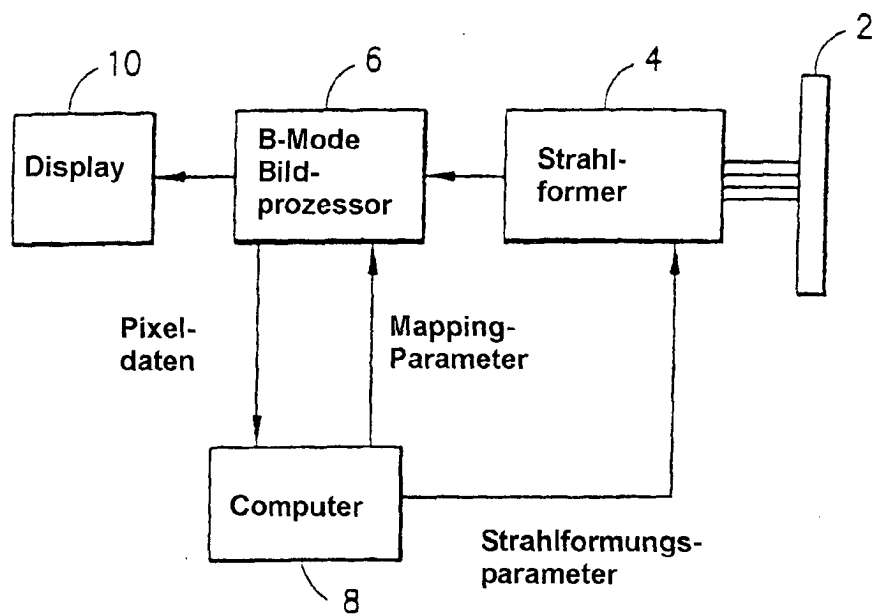 10
6
4
2
Display
B-Mode
Bild-
prozessor
Strahl-
former
Pixel-
daten
Mapping-
Parameter
Computer
Strahlformungs-
parameter
8